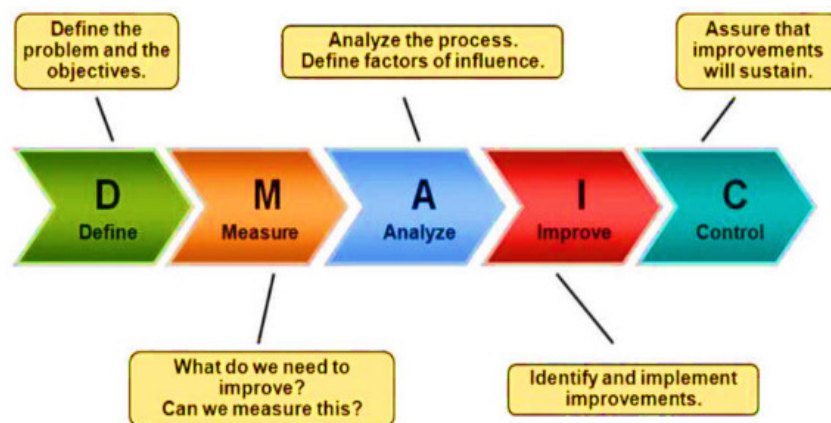 Define the
problem and the
objectives.
Analyze the process.
Define factors of influence.
Assure that
improvements
will sustain.
D
Define
M
Measure
A
Analyze
I
Improve
C
Control
What do we need to
improve?
Can we measure this?
Identify and implement
improvements.